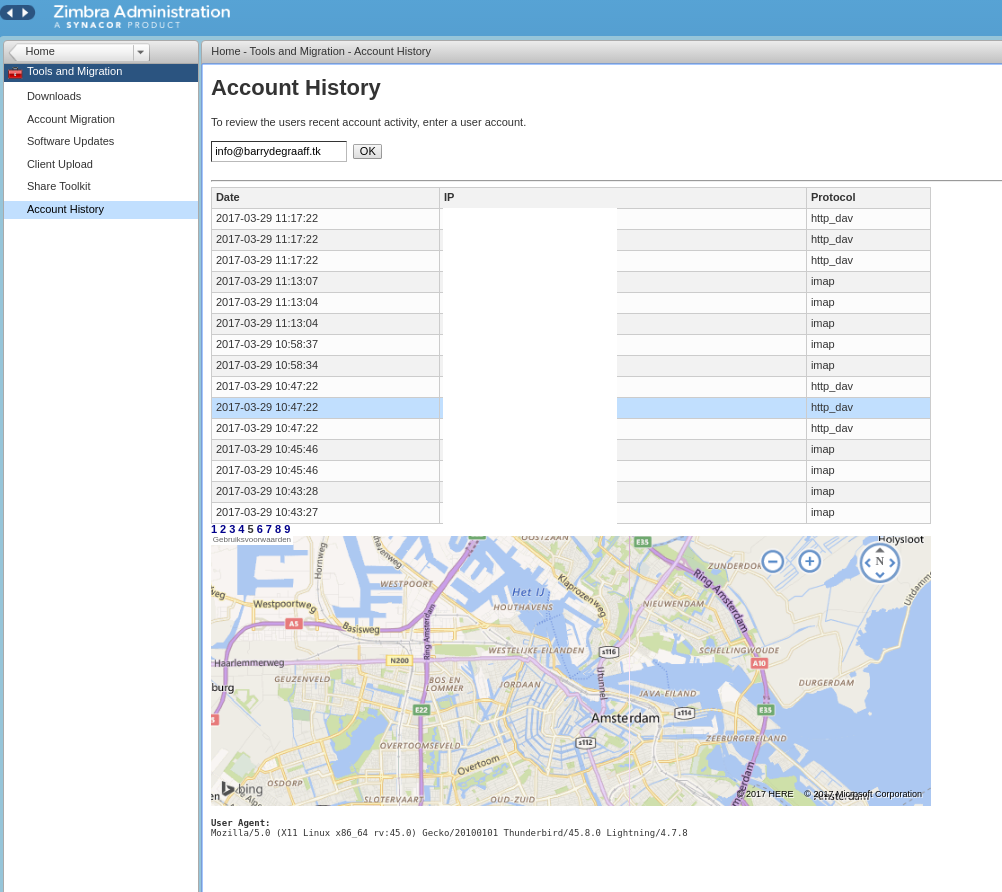 Zimbra Administration
A SYNACOR PRODUCT
Home
Home - Tools and Migration - Account History
Tools and Migration
Downloads
Account Migration
Software Updates
Client Upload
Share Toolkit
Account History
Account History
To review the users recent account activity, enter a user account.
info@barrydegraaff.tk OK
Date IP Protocol
2017-03-29 11:17:22 http_dav
2017-03-29 11:17:22 http_dav
2017-03-29 11:17:22 http_dav
2017-03-29 11:13:07 imap
2017-03-29 11:13:04 imap
2017-03-29 11:13:04 imap
2017-03-29 10:58:37 imap
2017-03-29 10:58:34 imap
2017-03-29 10:47:22 http_dav
2017-03-29 10:47:22 http_dav
2017-03-29 10:47:22 http_dav
2017-03-29 10:45:46 imap
2017-03-29 10:45:46 imap
2017-03-29 10:43:28 imap
2017-03-29 10:43:27 imap
1 2 3 4 5 6 7 8 9
Gebruiksvoorwaarden
OOSTZANERWERF
E35
Holysloot
Hornweg
ZUNDERDOR
N
WESTPOORT
Het IJ
Klaprozenweg
Ring Amsterdam
Uitdamme
Westpoortweg
HOUTHAVENS
NIEUWENDAM
A5
Basisweg
Ring Amsterdam
WESTELIJKE-EILANDEN
s116
SCHELLINGWOUDE
Haarlemmerweg
N200
A10
GEUZENVELD
BOS EN
LOMMER
JORDAAN
IJtunnel
JAVA-EILAND
DURGERDAM
burg
E22
Amsterdam
s114
E35
OVERTOOMSEVELD
s112
ZEEBURGEREILAND
Overtoom
OSDORP
bing
SLOTERVAART
OUD-ZUID
© 2017 HERE © 2017 Microsoft Corporation
User Agent:
Mozilla/5.0 (X11 Linux x86_64 rv:45.0) Gecko/20100101 Thunderbird/45.8.0 Lightning/4.7.8